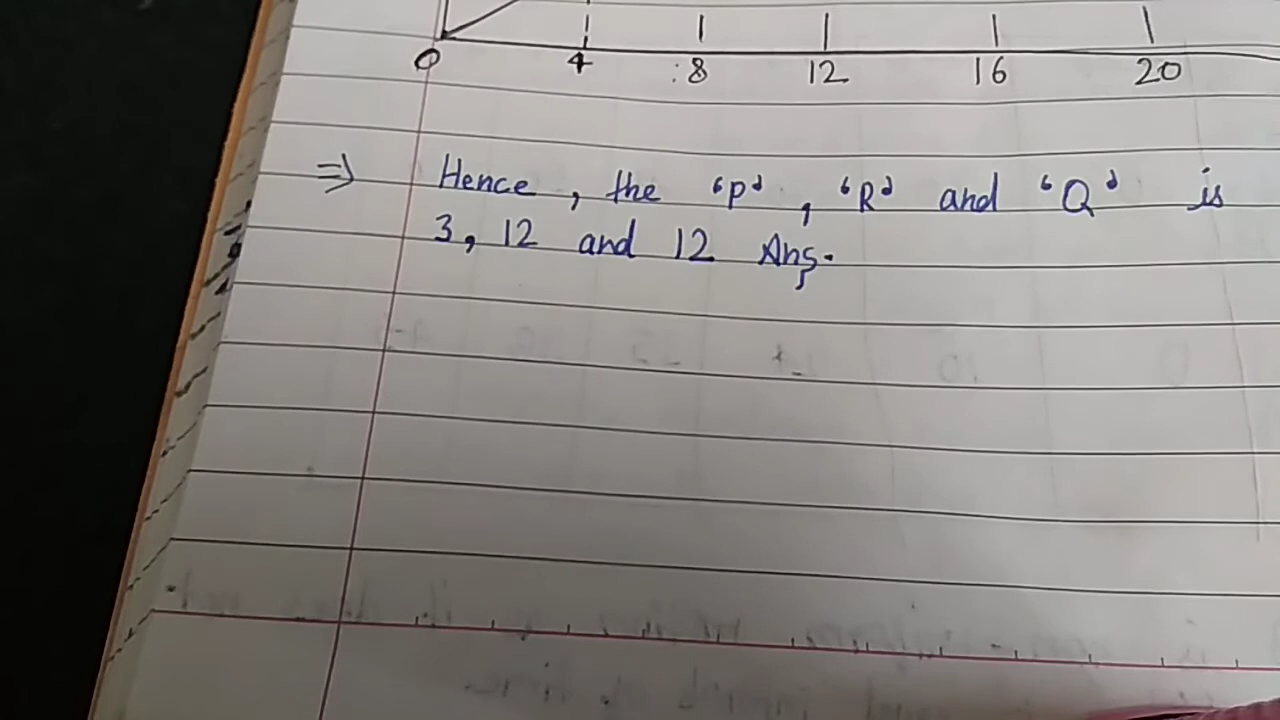 0 4 8 12 16 20
⇒ Hence, the 'P', 'R' and 'Q' is
3, 12 and 12 Ans.